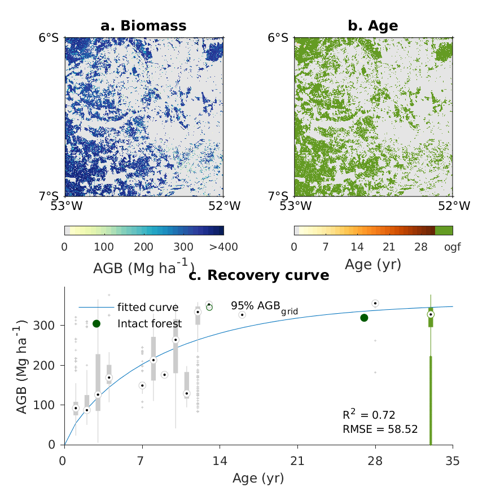 a. Biomass
b. Age
6°S
6°S
7°S
7°S
53°W
52°W
53°W
52°W
0 100 200 300 >400
0 7 14 21 28 ogf
AGB (Mg ha-1)
Age (yr)
c. Recovery curve
fitted curve
95% AGBgrid
Intact forest
300
200
100
0
AGB (Mg ha-1)
R2 = 0.72
RMSE = 58.52
0 7 14 21 28 35
Age (yr)